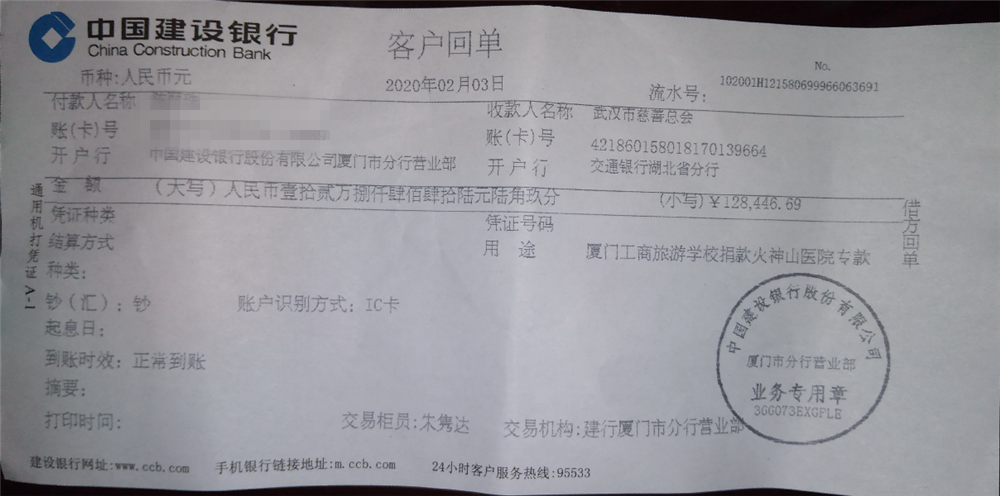 中国建设银行
China Construction Bank
客户回单
币种:人民币元
2020年02月03日
流水号:
No.
102001H121580699966063691
付款人名称
收款人名称 武汉市慈善总会
账(卡)号
账(卡)号 421860158018170139664
开户行 中国建设银行股份有限公司厦门市分行营业部
开户行 交通银行湖北省分行
金额 (大写)人民币壹拾贰万捌仟肆佰肆拾陆元陆角玖分 (小写)¥128,446.69
凭证种类 凭证号码
结算方式 用途 厦门工商旅游学校捐款火神山医院专款
种类:
钞(汇):钞 账户识别方式:IC卡
起息日:
到账时效:正常到账
摘要:
打印时间: 交易柜员:朱隽达 交易机构:建行厦门市分行营业部
建设银行网址:www.ccb.com 手机银行链接地址:m.ccb.com 24小时客户服务热线:95533
通用机打凭证 A-1
借方回单
中国建设银行股份有限公司
厦门市分行营业部
业务专用章
366073BXGPLE